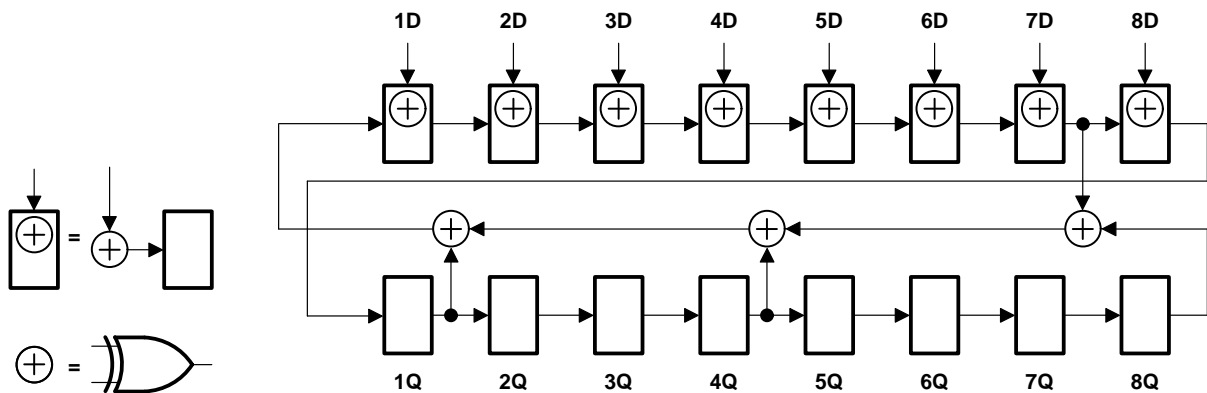 1D 2D 3D 4D 5D 6D 7D 8D
=
=
1Q 2Q 3Q 4Q 5Q 6Q 7Q 8Q